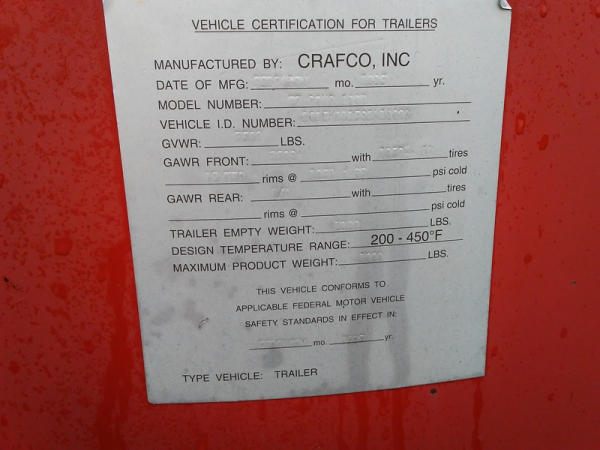 VEHICLE CERTIFICATION FOR TRAILERS
MANUFACTURED BY: CRAFCO, INC
DATE OF MFG: mo. yr.
MODEL NUMBER:
VEHICLE I.D. NUMBER:
GVWR: LBS.
GAWR FRONT: with tires
rims @ psi cold
GAWR REAR: with tires
rims @ psi cold
TRAILER EMPTY WEIGHT: LBS.
DESIGN TEMPERATURE RANGE: 200 - 450°F
MAXIMUM PRODUCT WEIGHT: LBS.
THIS VEHICLE CONFORMS TO
APPLICABLE FEDERAL MOTOR VEHICLE
SAFETY STANDARDS IN EFFECT IN:
mo. yr.
TYPE VEHICLE: TRAILER